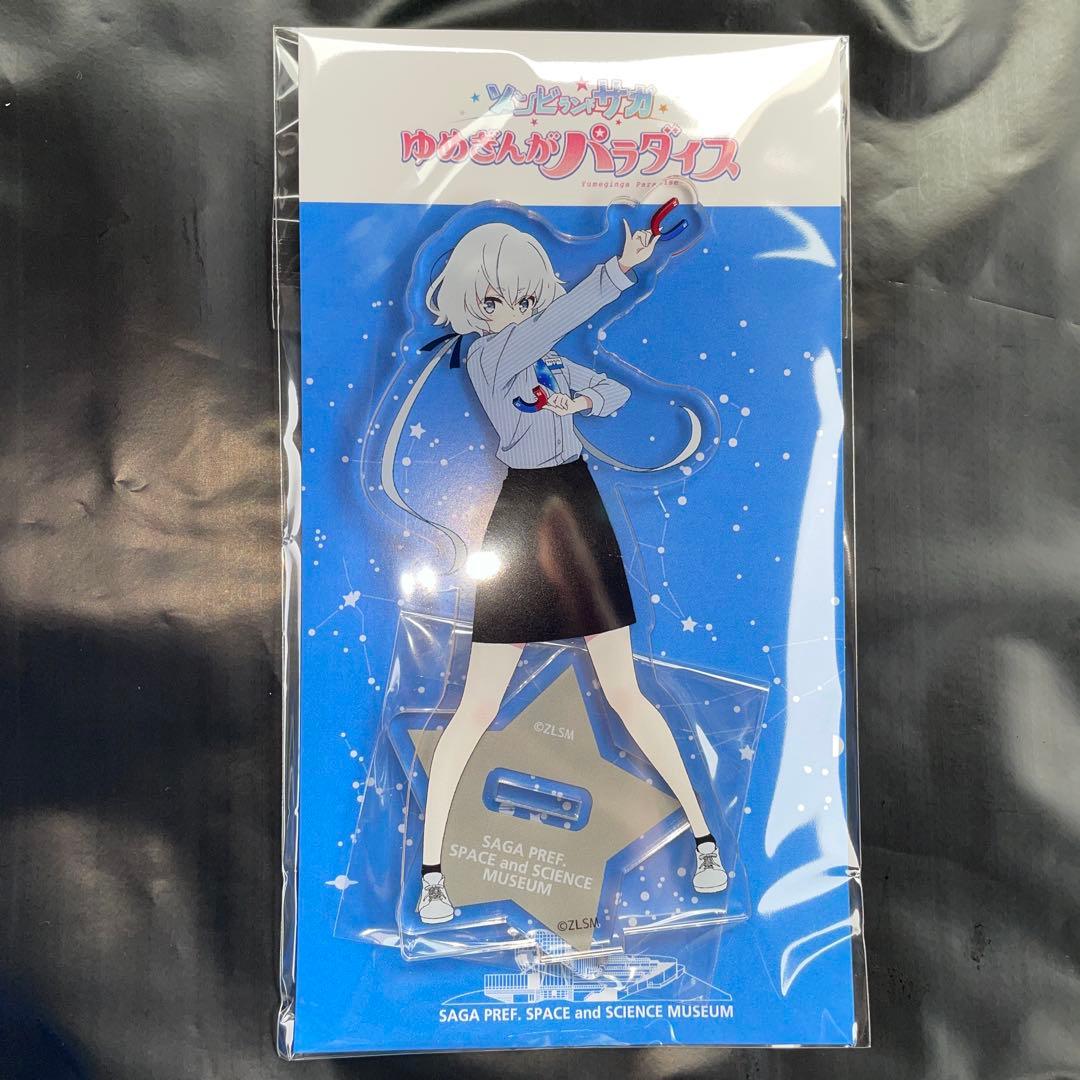 ゾンビランドサガ
ゆめぎんがパラダイス
Yumeginga Paradise
©ZLSM
SAGA PREF.
SPACE and SCIENCE
MUSEUM
©ZLSM
SAGA PREF. SPACE and SCIENCE MUSEUM